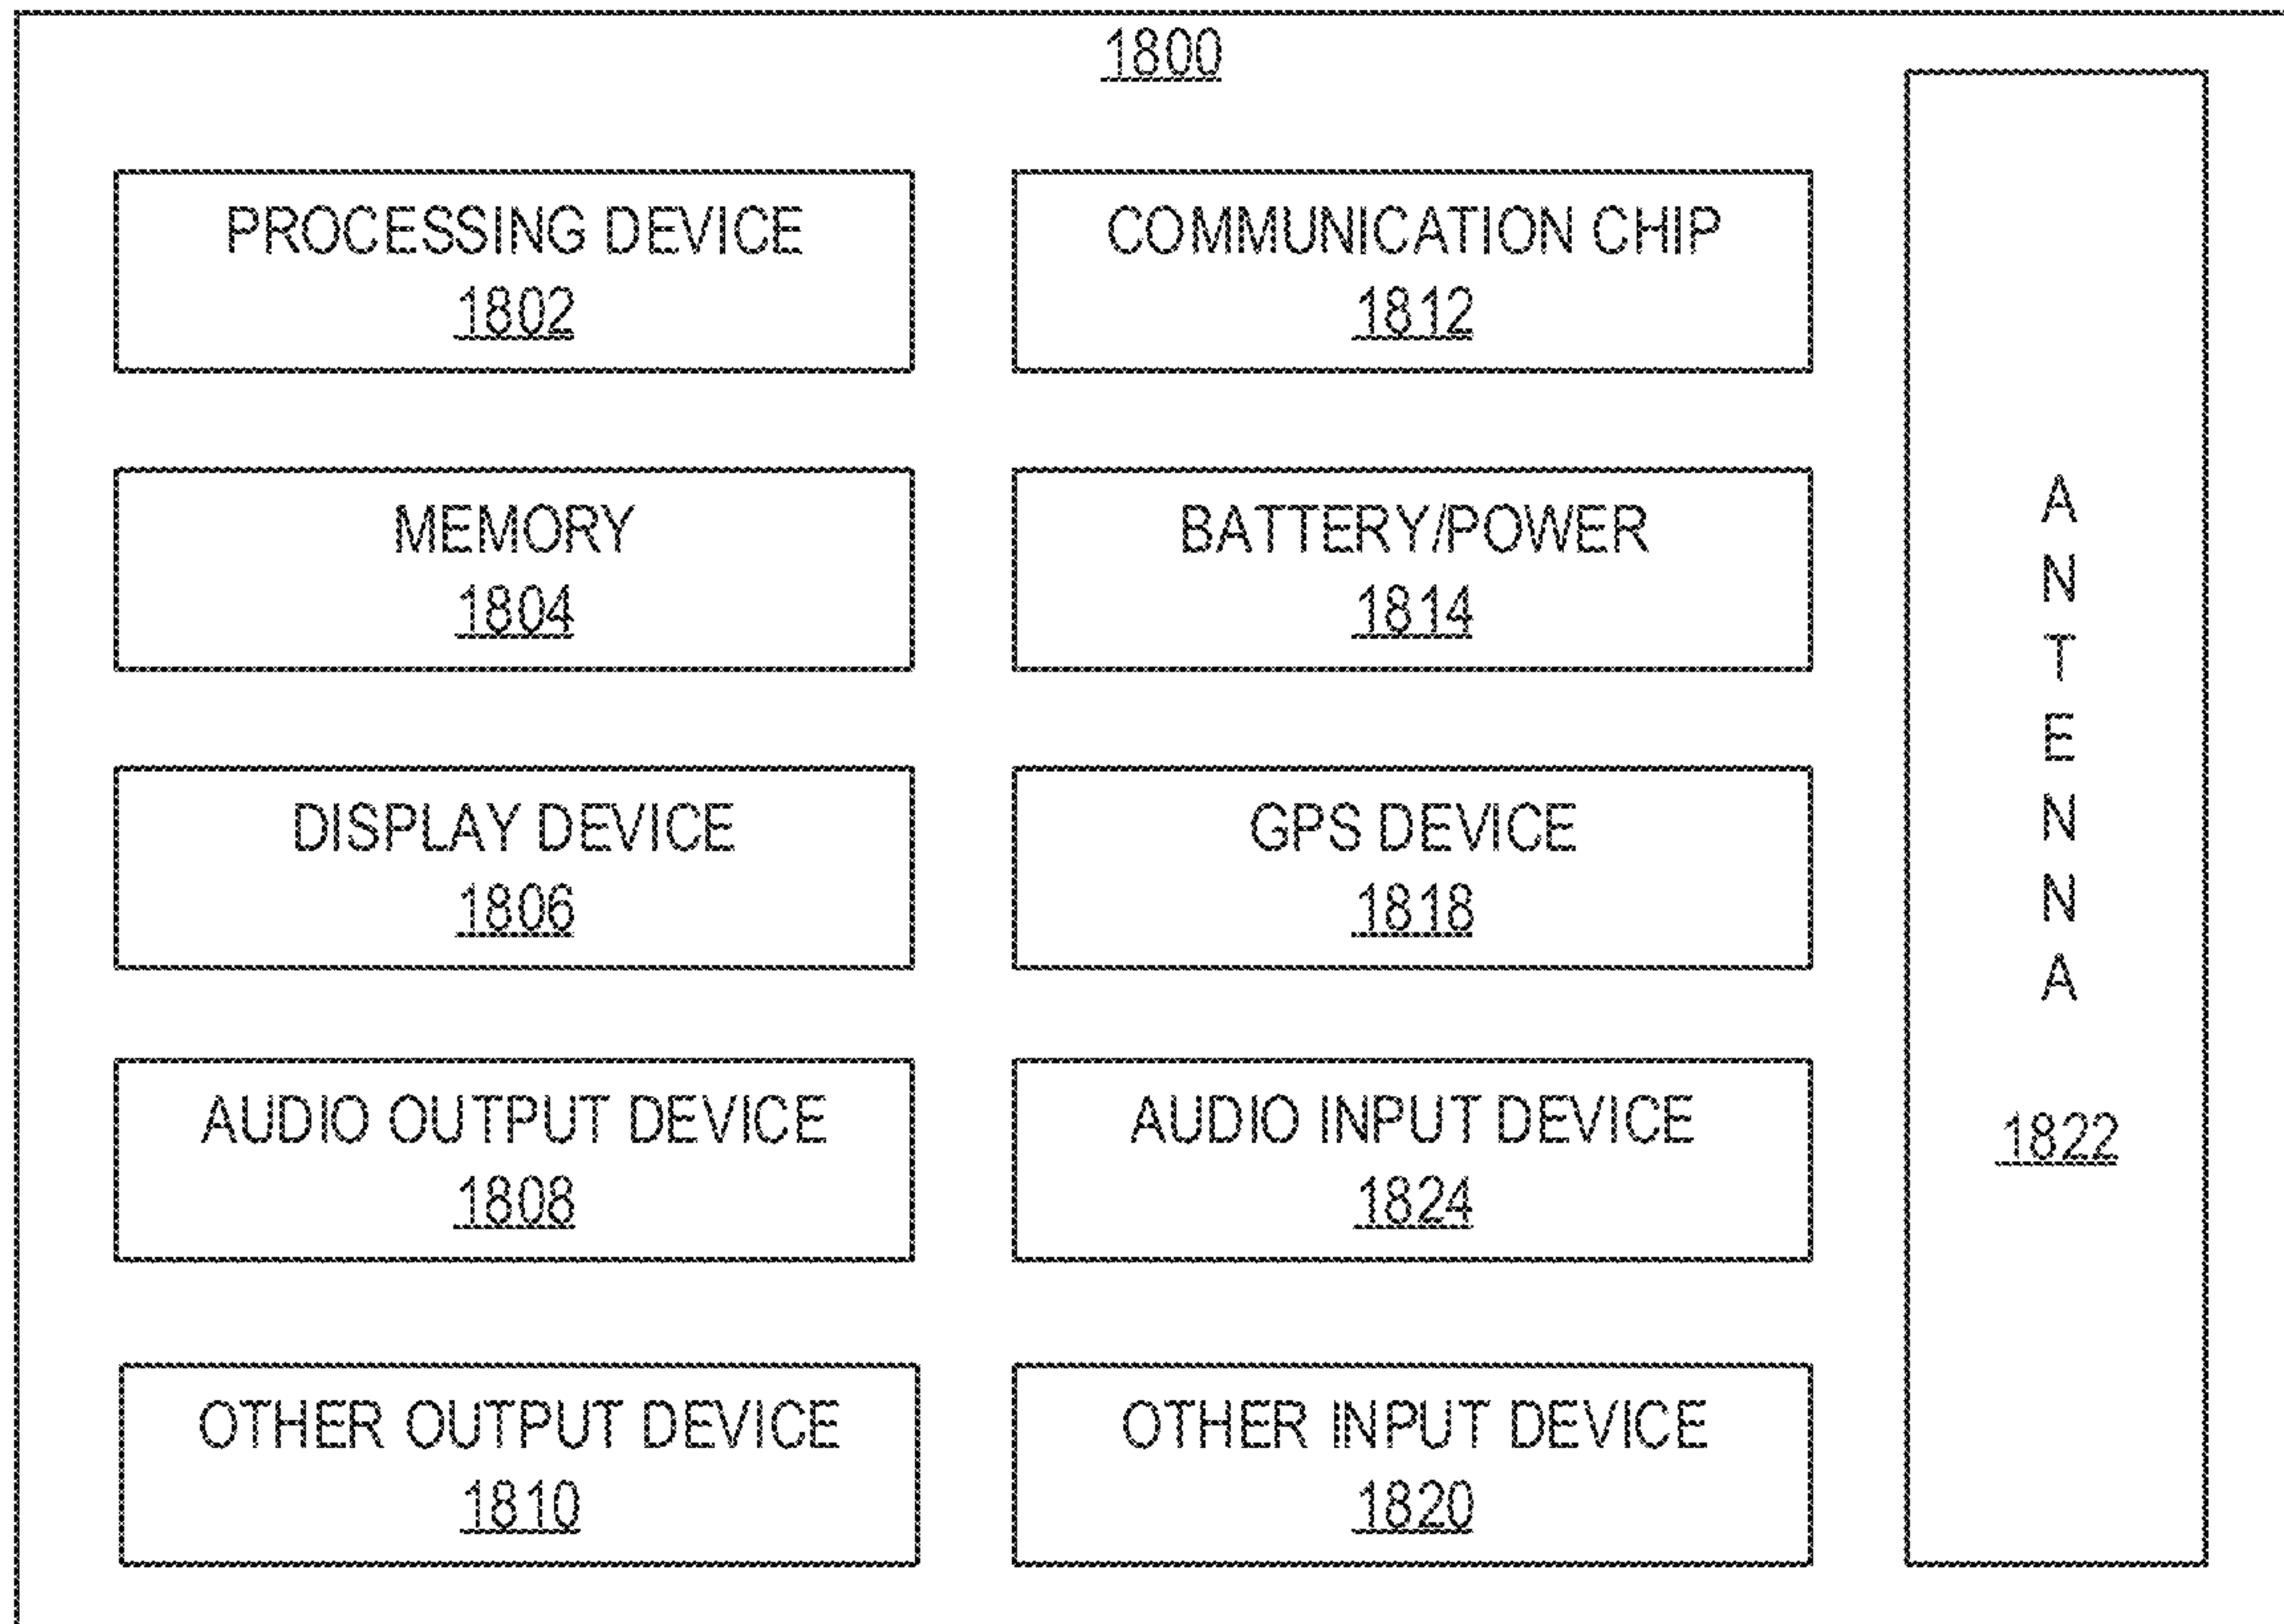 1800
PROCESSING DEVICE
1802
COMMUNICATION CHIP
1812
MEMORY
1804
BATTERY/POWER
1814
DISPLAY DEVICE
1806
GPS DEVICE
1818
AUDIO OUTPUT DEVICE
1808
AUDIO INPUT DEVICE
1824
OTHER OUTPUT DEVICE
1810
OTHER INPUT DEVICE
1820
A
N
T
E
N
N
A
1822